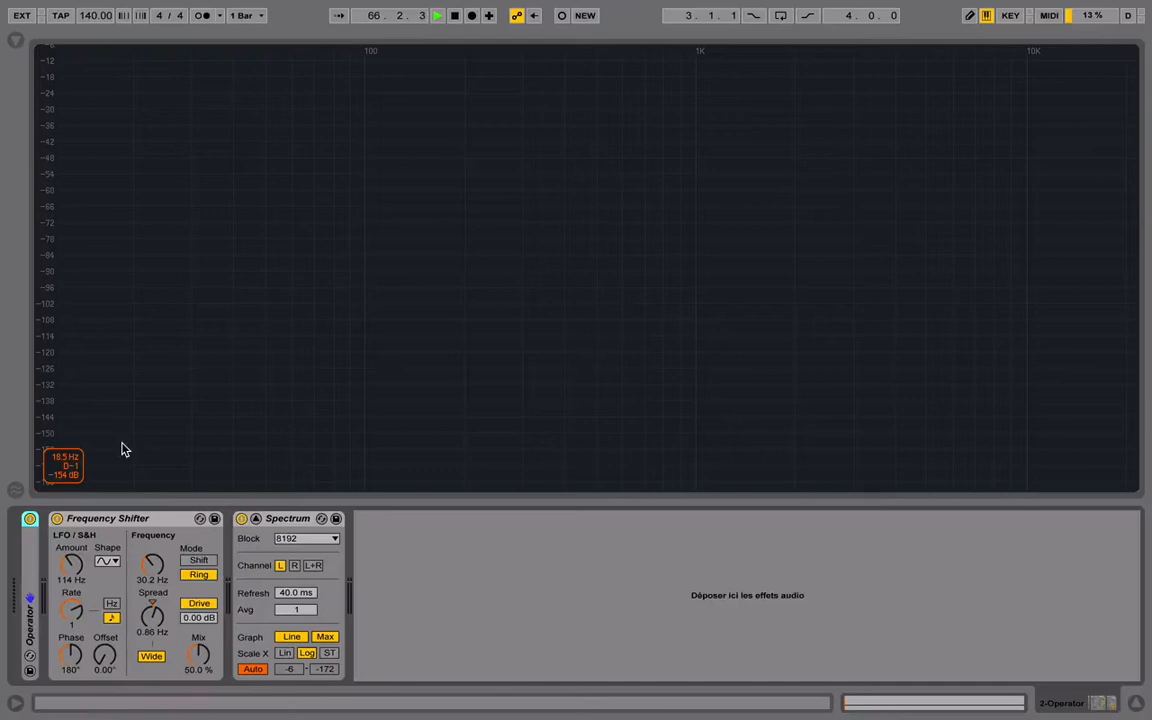 EXT TAP 140.00 4 / 4 1 Bar 66. 2. 3 NEW 3. 1. 1 4. 0. 0 KEY MIDI 13 % D
100 1K 10K
-6
-12
-18
-24
-30
-36
-42
-48
-54
-60
-66
-72
-78
-84
-90
-96
-102
-108
-114
-120
-126
-132
-138
-144
-150
18.5 Hz
D-1
-154 dB
Operator
Frequency Shifter
LFO / S&H
Amount
114 Hz
Shape
Rate
1
Hz
Phase
180°
Offset
0.00°
Frequency
30.2 Hz
Spread
0.86 Hz
Wide
Mode
Shift
Ring
Drive
0.00 dB
Mix
50.0 %
Spectrum
Block 8192
Channel L R L+R
Refresh 40.0 ms
Avg 1
Graph Line Max
Scale X Lin Log ST
Auto -6 - -172
Déposer ici les effets audio
2-Operator